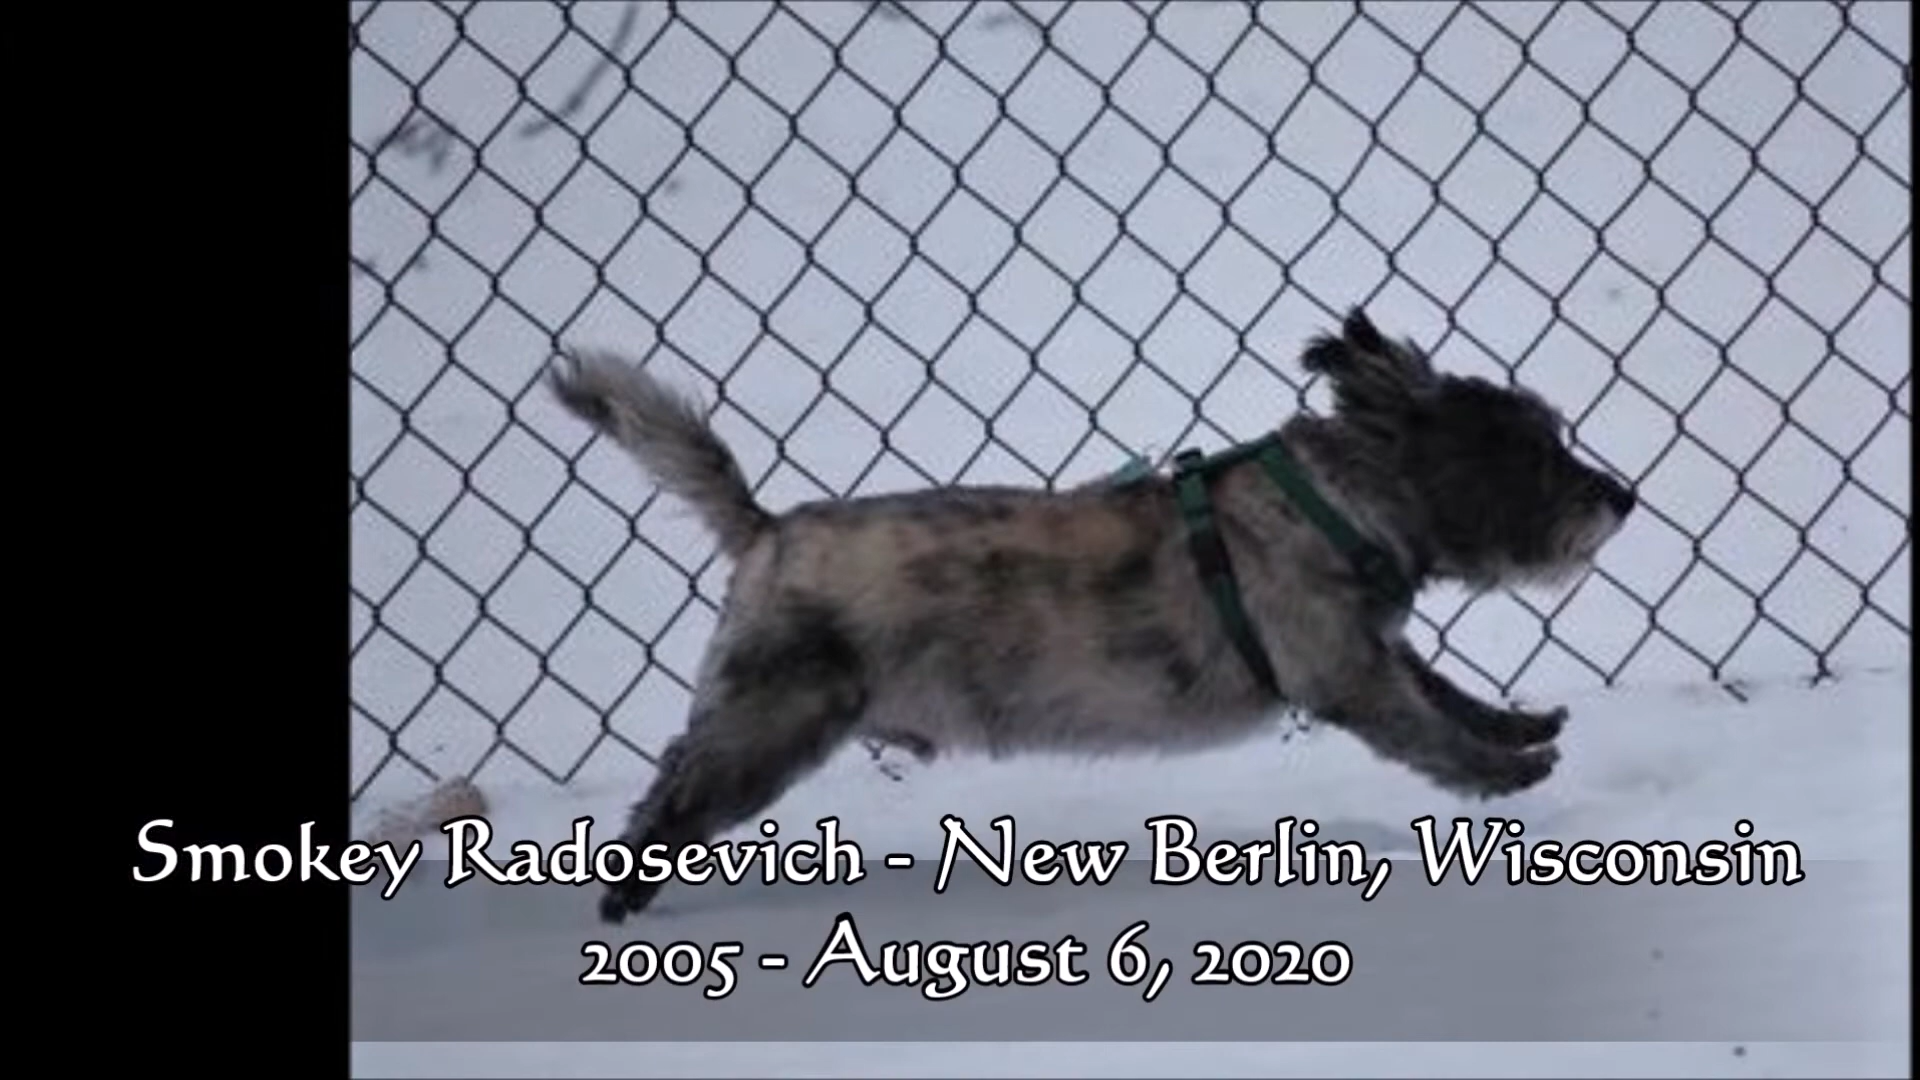 Smokey Radosevich - New Berlin, Wisconsin
2005 - August 6, 2020